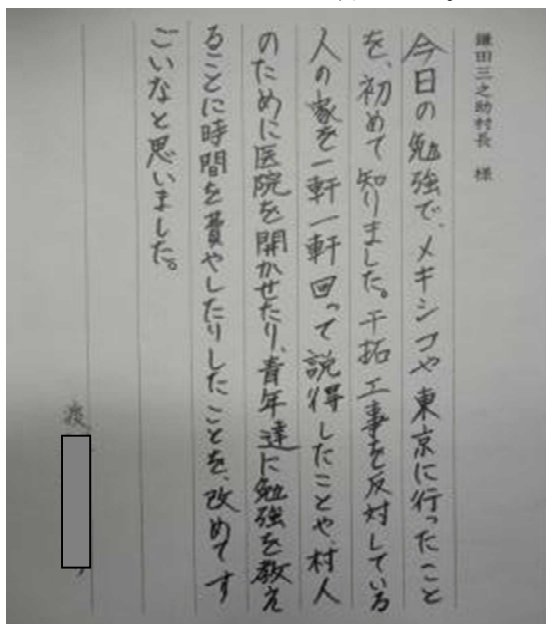 鎌田三之助村長　様
今日の勉強で、メキシコや東京に行ったこと
を、初めて知りました。干拓工事を反対している
人の家を一軒一軒回って説得したことや、村人
のために医院を開かせたり、青年達に勉強を教え
ることに時間を費やしたりしたことを、改めてす
ごいなと思いました。
渡